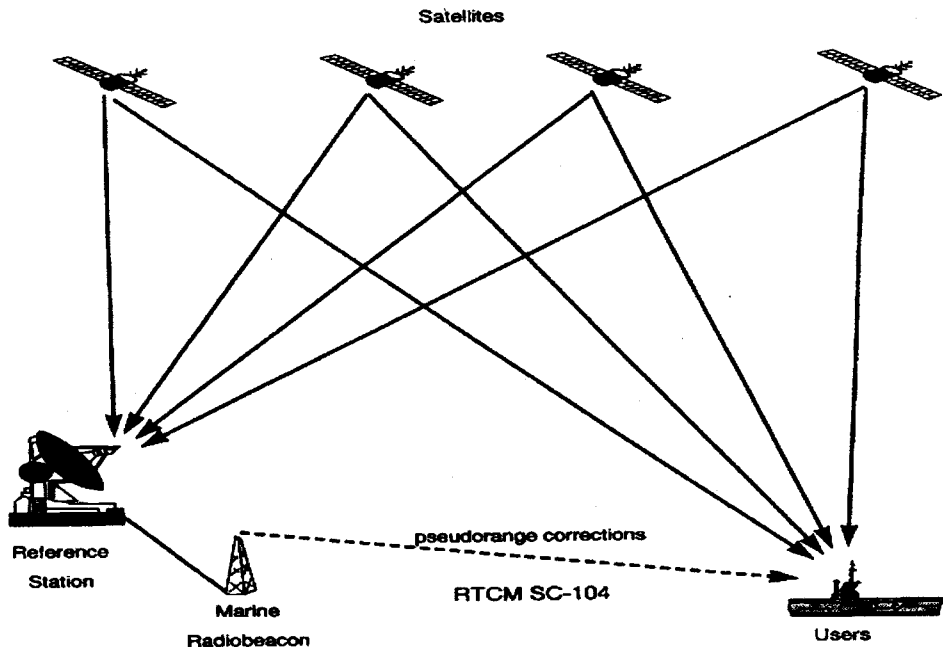 Satellites
pseudorange corrections
RTCM SC-104
Reference
Station
Marine
Radiobeacon
Users